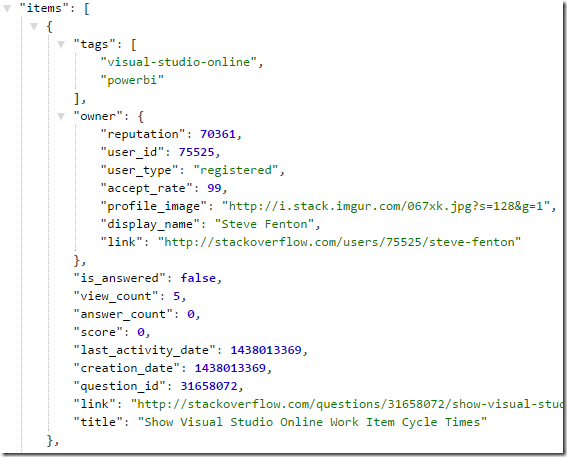 "items": [
{
"tags": [
"visual-studio-online",
"powerbi"
],
"owner": {
"reputation": 70361,
"user_id": 75525,
"user_type": "registered",
"accept_rate": 99,
"profile_image": "http://i.stack.imgur.com/067xk.jpg?s=128&g=1",
"display_name": "Steve Fenton",
"link": "http://stackoverflow.com/users/75525/steve-fenton"
},
"is_answered": false,
"view_count": 5,
"answer_count": 0,
"score": 0,
"last_activity_date": 1438013369,
"creation_date": 1438013369,
"question_id": 31658072,
"link": "http://stackoverflow.com/questions/31658072/show-visual-stud
"title": "Show Visual Studio Online Work Item Cycle Times"
},